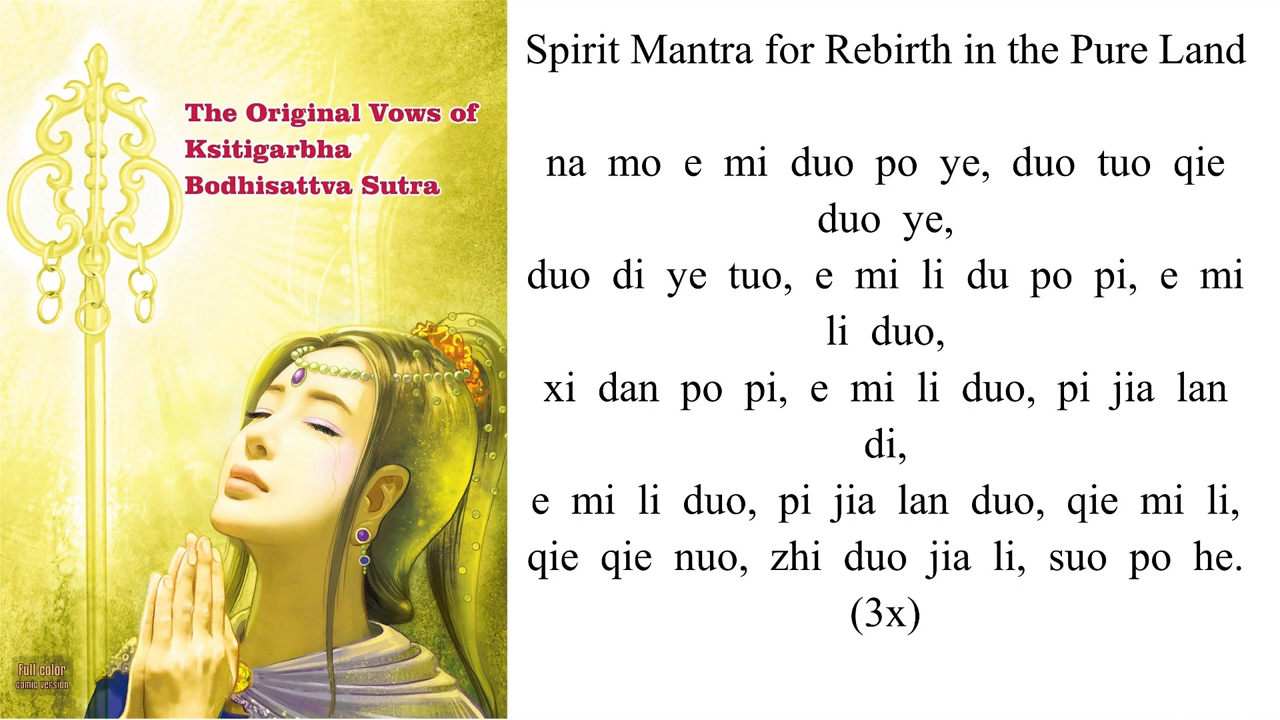 The Original Vows of
Ksitigarbha
Bodhisattva Sutra
Full color
comic version
Spirit Mantra for Rebirth in the Pure Land
na mo e mi duo po ye, duo tuo qie
duo ye,
duo di ye tuo, e mi li du po pi, e mi
li duo,
xi dan po pi, e mi li duo, pi jia lan
di,
e mi li duo, pi jia lan duo, qie mi li,
qie qie nuo, zhi duo jia li, suo po he.
(3x)